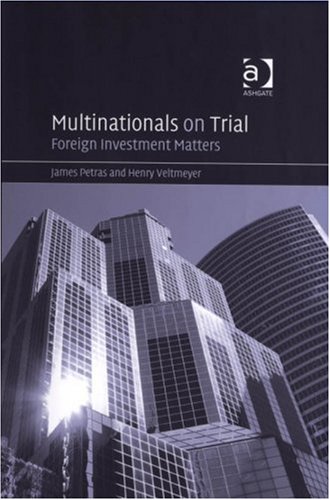 a
ASHGATE
Multinationals on Trial
Foreign Investment Matters
James Petras and Henry Veltmeyer